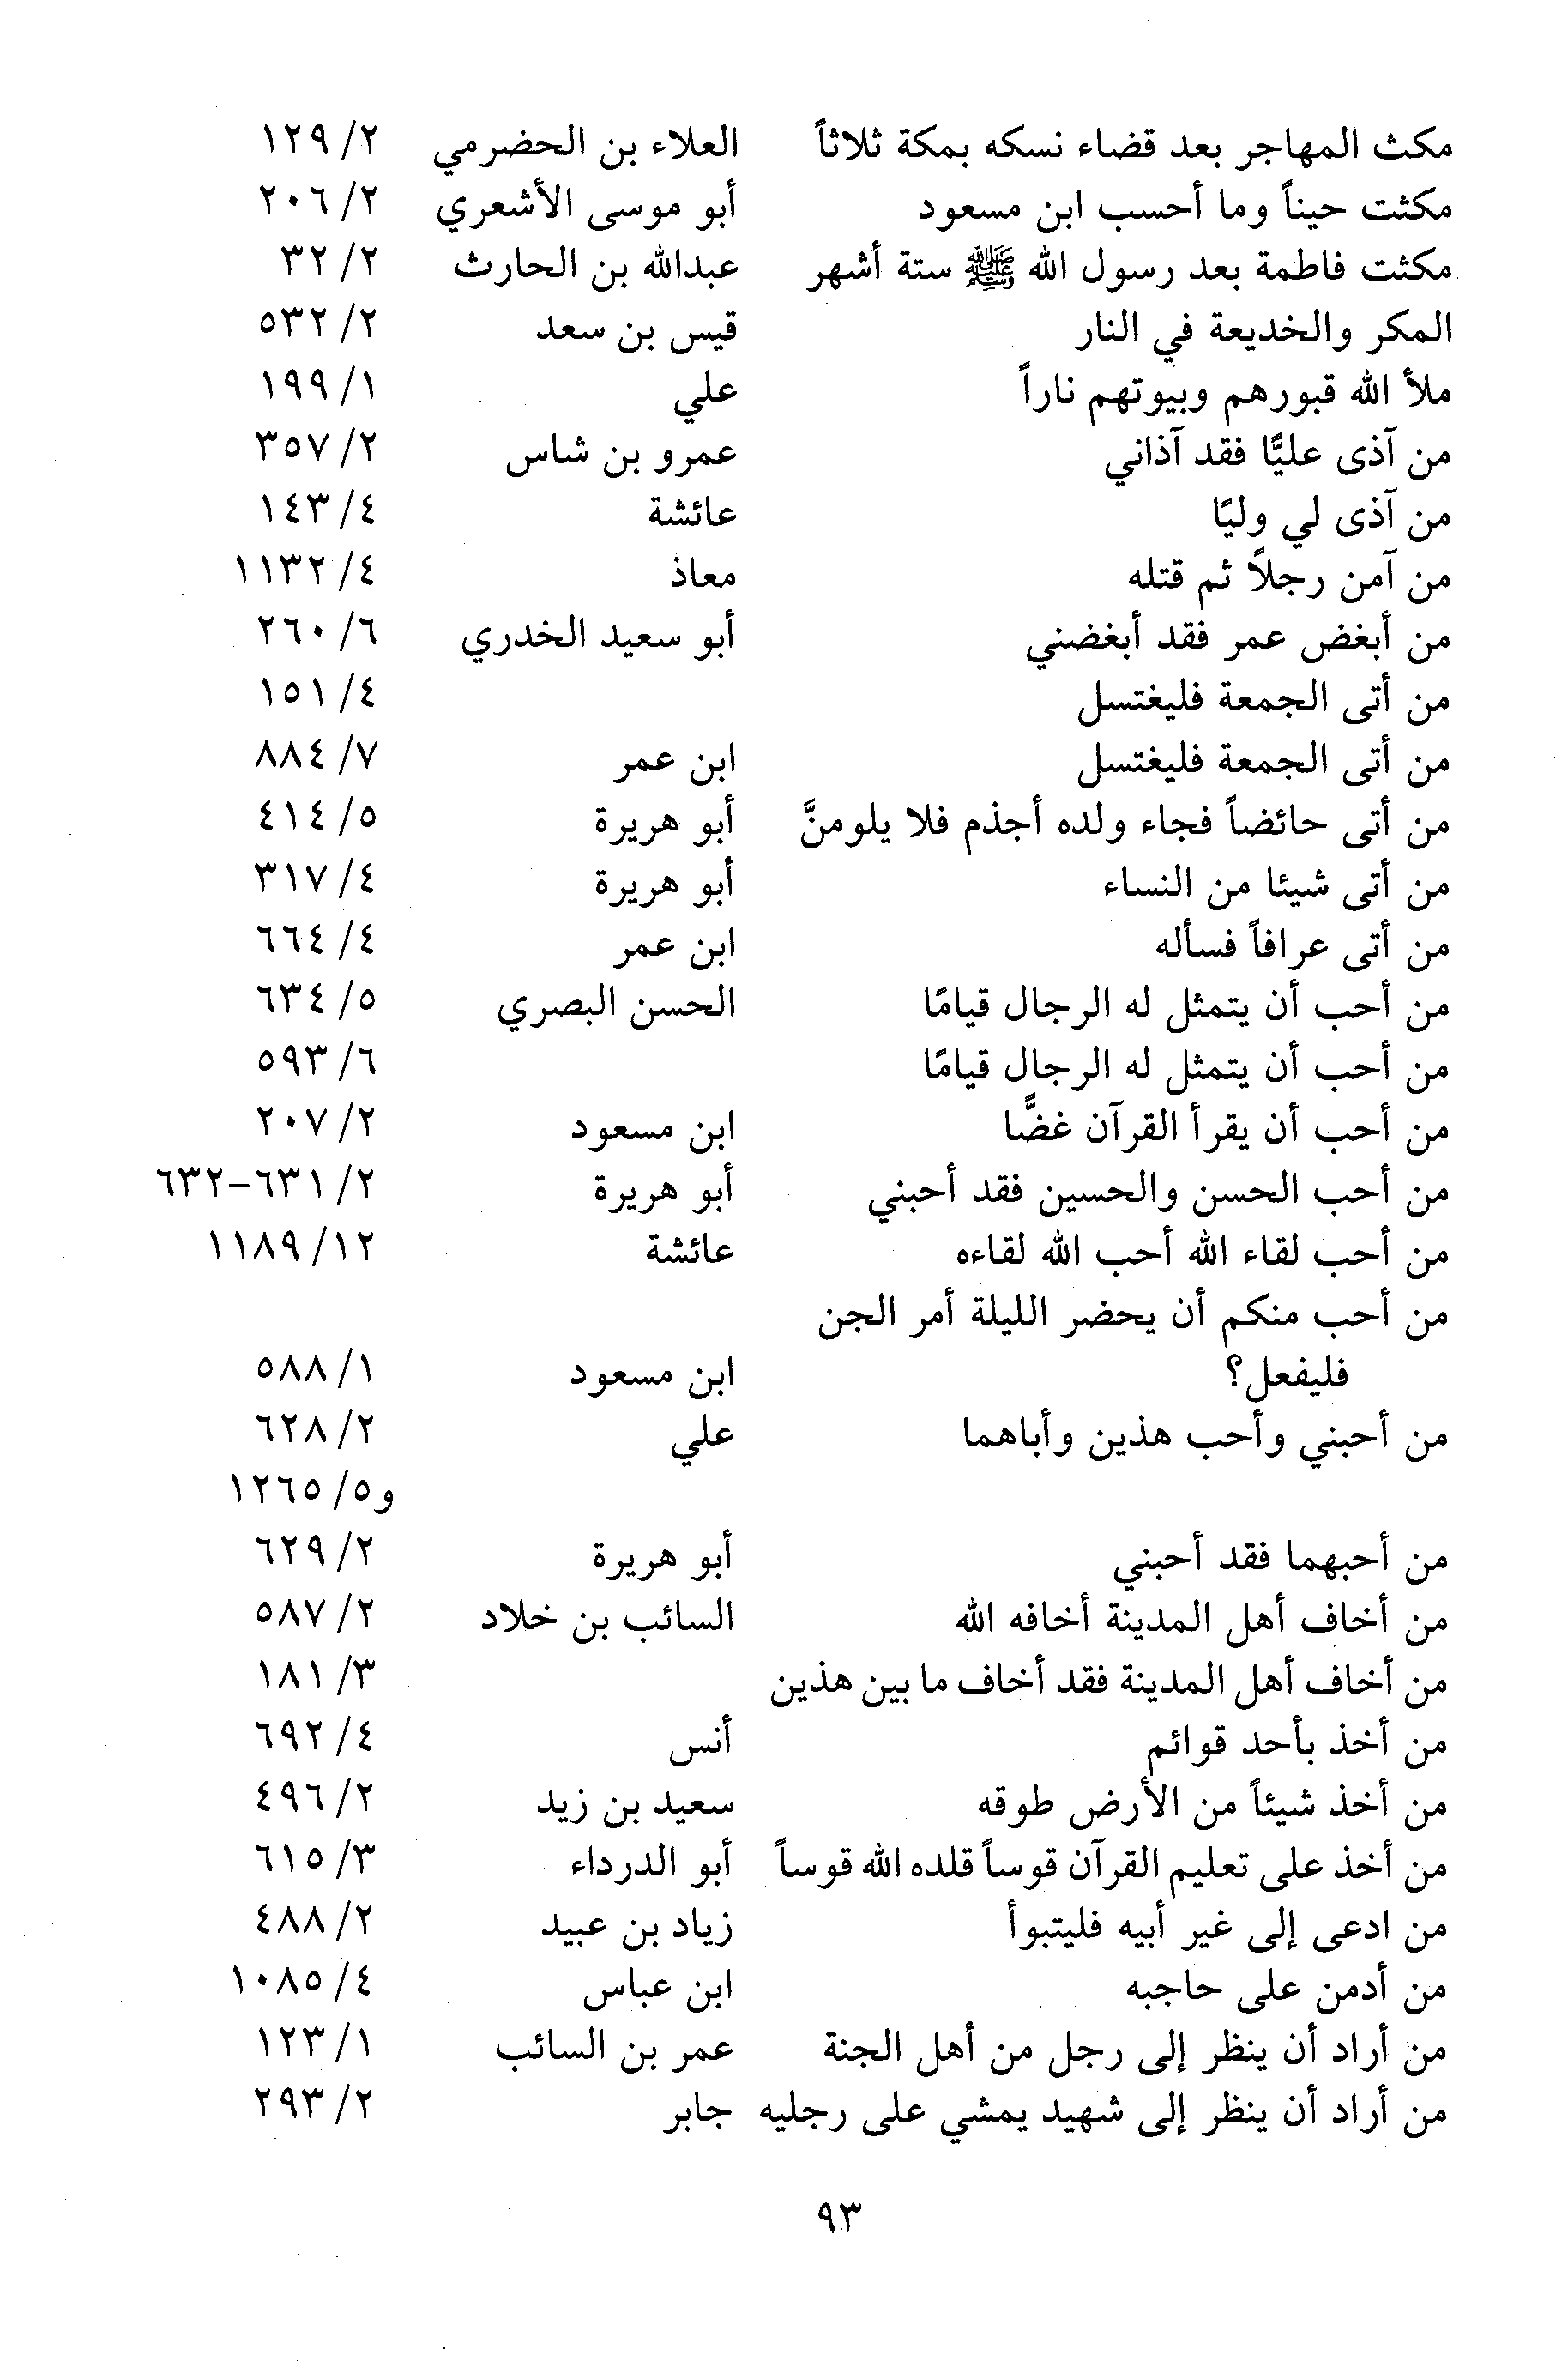 مكث المهاجر بعد قضاء نسكه بمكة ثلاثاً العلاء بن الحضرمي ٢/ ١٢٩
مكثت حيناً وما أحسب ابن مسعود أبو موسى الأشعري ٢/ ٢٠٦
مكثت فاطمة بعد رسول الله ﷺ ستة أشهر عبدالله بن الحارث ٢/ ٣٢
المكر والخديعة في النار قيس بن سعد ٢/ ٥٣٢
ملأ الله قبورهم وبيوتهم ناراً علي ١/ ١٩٩
من آذى عليًّا فقد آذاني عمرو بن شاس ٢/ ٣٥٧
من آذى لي وليًا عائشة ٤/ ١٤٣
من آمن رجلاً ثم قتله معاذ ٤/ ١١٣٢
من أبغض عمر فقد أبغضني أبو سعيد الخدري ٦/ ٢٦٠
من أتى الجمعة فليغتسل ٤/ ١٥١
من أتى الجمعة فليغتسل ابن عمر ٧/ ٨٨٤
من أتى حائضاً فجاء ولده أجذم فلا يلومنَّ أبو هريرة ٥/ ٤١٤
من أتى شيئا من النساء أبو هريرة ٤/ ٣١٧
من أتى عرافاً فسأله ابن عمر ٤/ ٦٦٤
من أحب أن يتمثل له الرجال قيامًا الحسن البصري ٥/ ٦٣٤
من أحب أن يتمثل له الرجال قيامًا ٦/ ٥٩٣
من أحب أن يقرأ القرآن غضًّا ابن مسعود ٢/ ٢٠٧
من أحب الحسن والحسين فقد أحبني أبو هريرة ٢/ ٦٣١-٦٣٢
من أحب لقاء الله أحب الله لقاءه عائشة ١٢/ ١١٨٩
من أحب منكم أن يحضر الليلة أمر الجن
فليفعل؟ ابن مسعود ١/ ٥٨٨
من أحبني وأحب هذين وأباهما علي ٢/ ٦٢٨
و٥/ ١٢٦٥
من أحبهما فقد أحبني أبو هريرة ٢/ ٦٢٩
من أخاف أهل المدينة أخافه الله السائب بن خلاد ٢/ ٥٨٧
من أخاف أهل المدينة فقد أخاف ما بين هذين ٣/ ١٨١
من أخذ بأحد قوائم أنس ٤/ ٦٩٢
من أخذ شيئاً من الأرض طوقه سعيد بن زيد ٢/ ٤٩٦
من أخذ على تعليم القرآن قوساً قلده الله قوساً أبو الدرداء ٣/ ٦١٥
من ادعى إلى غير أبيه فليتبوأ زياد بن عبيد ٢/ ٤٨٨
من أدمن على حاجبه ابن عباس ٤/ ١٠٨٥
من أراد أن ينظر إلى رجل من أهل الجنة عمر بن السائب ١/ ١٢٣
من أراد أن ينظر إلى شهيد يمشي على رجليه جابر ٢/ ٢٩٣
٩٣